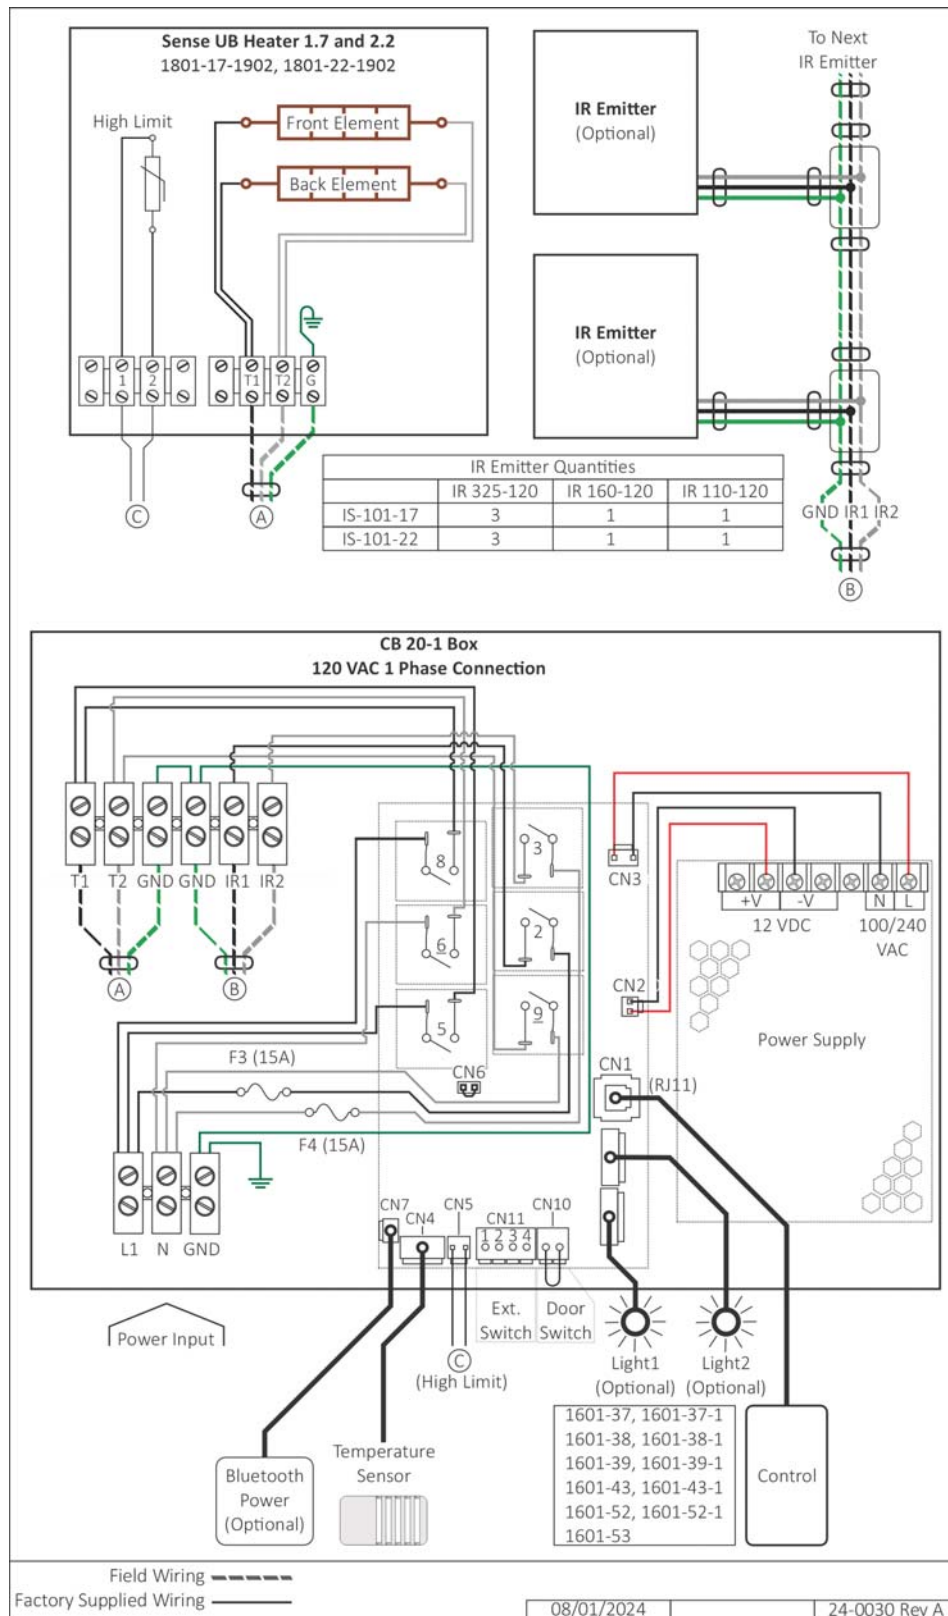 Sense UB Heater 1.7 and 2.2
1801-17-1902, 1801-22-1902
High Limit
Front Element
Back Element
1 2 T1 T2 G
C A
To Next
IR Emitter
IR Emitter
(Optional)
IR Emitter
(Optional)
IR Emitter Quantities
IR 325-120 IR 160-120 IR 110-120
IS-101-17 3 1 1
IS-101-22 3 1 1
GND IR1 IR2
B
CB 20-1 Box
120 VAC 1 Phase Connection
T1 T2 GND GND IR1 IR2
A B
8 3
6 2
5 9
CN6
F3 (15A)
F4 (15A)
L1 N GND
Power Input
CN3
CN2
CN1
(RJ11)
+V -V N L
12 VDC 100/240
VAC
Power Supply
CN7 CN4 CN5 CN11 CN10
1 2 3 4
Ext.
Switch
Door
Switch
C
(High Limit)
Light1
(Optional)
Light2
(Optional)
1601-37, 1601-37-1
1601-38, 1601-38-1
1601-39, 1601-39-1
1601-43, 1601-43-1
1601-52, 1601-52-1
1601-53
Control
Bluetooth
Power
(Optional)
Temperature
Sensor
Field Wiring
Factory Supplied Wiring
08/01/2024 24-0030 Rev A